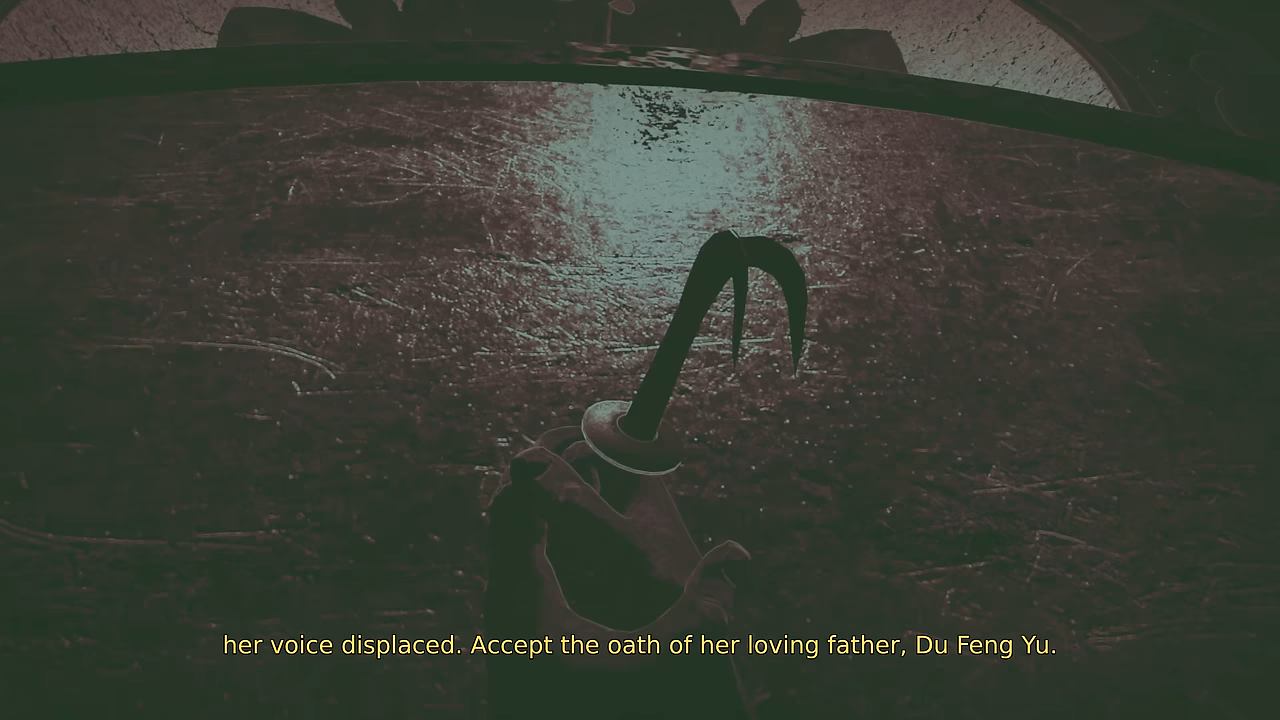 her voice displaced. Accept the oath of her loving father, Du Feng Yu.